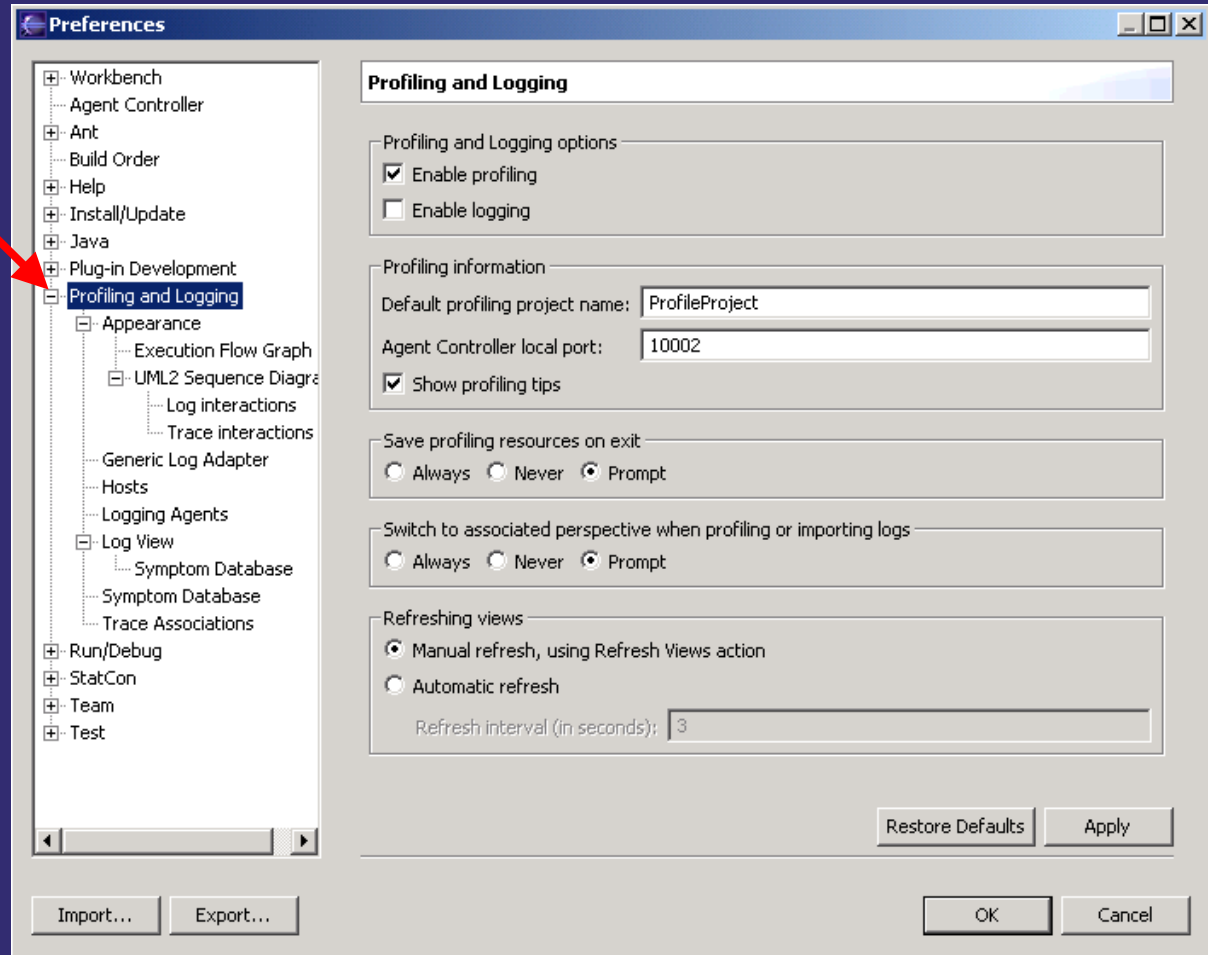 Preferences
Workbench
Agent Controller
Ant
Build Order
Help
Install/Update
Java
Plug-in Development
Profiling and Logging
Appearance
Execution Flow Graph
UML2 Sequence Diagra
Log interactions
Trace interactions
Generic Log Adapter
Hosts
Logging Agents
Log View
Symptom Database
Symptom Database
Trace Associations
Run/Debug
StatCon
Team
Test
Profiling and Logging
Profiling and Logging options
Enable profiling
Enable logging
Profiling information
Default profiling project name: ProfileProject
Agent Controller local port: 10002
Show profiling tips
Save profiling resources on exit
Always Never Prompt
Switch to associated perspective when profiling or importing logs
Always Never Prompt
Refreshing views
Manual refresh, using Refresh Views action
Automatic refresh
Refresh interval (in seconds): 3
Restore Defaults Apply
Import... Export... OK Cancel